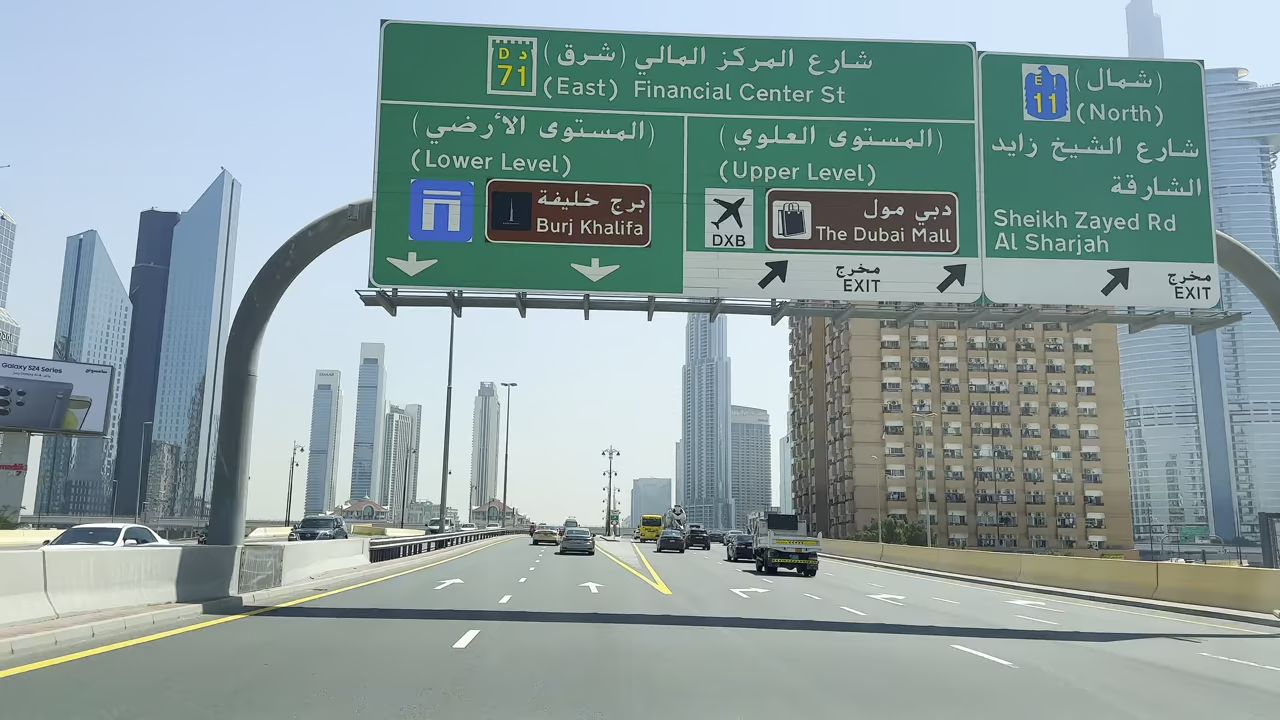 D د
71
شارع المركز المالي (شرق)
(East) Financial Center St
(المستوى الأرضي)
(Lower Level)
برج خليفة
Burj Khalifa
(المستوى العلوي)
(Upper Level)
DXB
دبي مول
The Dubai Mall
مخرج
EXIT
E
11
(شمال)
(North)
شارع الشيخ زايد
الشارقة
Sheikh Zayed Rd
Al Sharjah
مخرج
EXIT
Galaxy S24 Series